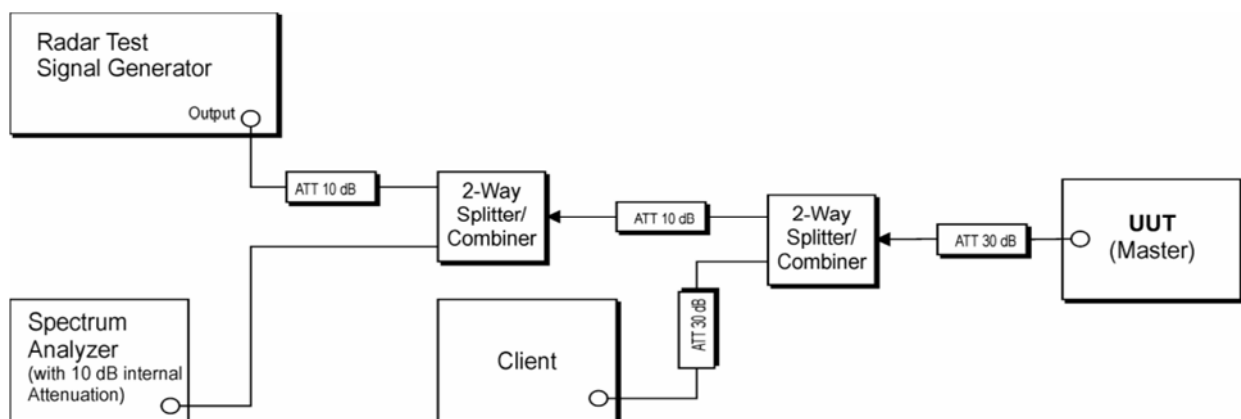 Radar Test
Signal Generator
Output
ATT 10 dB
2-Way
Splitter/
Combiner
ATT 10 dB
2-Way
Splitter/
Combiner
ATT 30 dB
UUT
(Master)
Spectrum
Analyzer
(with 10 dB internal
Attenuation)
Client
ATT 30 dB